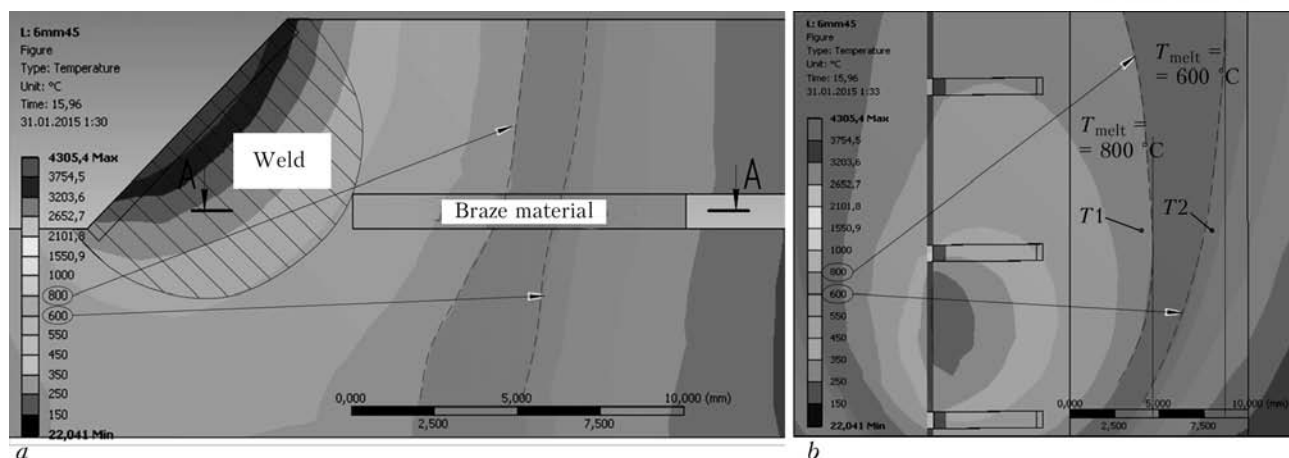 L: 6mm45
Figure
Type: Temperature
Unit: °C
Time: 15,96
31.01.2015 1:30
4305,4 Max
3754,5
3203,6
2652,7
2101,8
1550,9
1000
800
600
550
450
350
250
150
22,041 Min
Weld
A
A
Braze material
0,000
5,000
10,000 (mm)
2,500
7,500
a
L: 6mm45
Figure
Type: Temperature
Unit: °C
Time: 15,96
31.01.2015 1:33
4305,4 Max
3754,5
3203,6
2652,7
2101,8
1550,9
1000
800
600
550
450
350
250
150
22,041 Min
Tmelt =
= 600 °C
Tmelt =
= 800 °C
T1
T2
0,000
5,000
10,000 (mm)
2,500
7,500
b